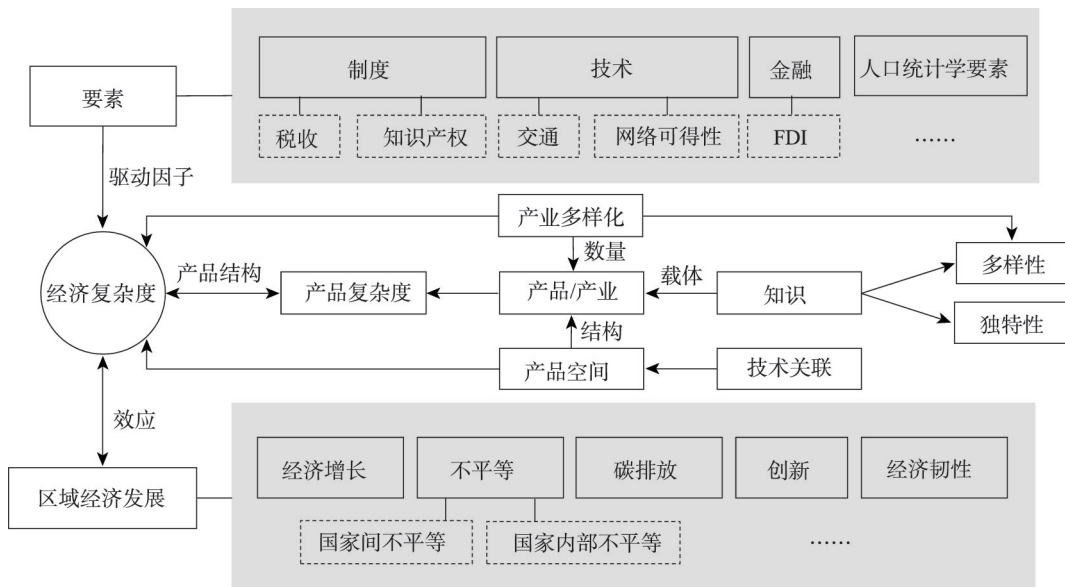 制度
技术
金融
人口统计学要素
要素
税收
知识产权
交通
网络可得性
FDI
……
驱动因子
产业多样化
数量
产品结构
载体
多样性
经济复杂度
产品复杂度
产品/产业
知识
独特性
结构
产品空间
技术关联
效应
经济增长
不平等
碳排放
创新
经济韧性
区域经济发展
国家间不平等
国家内部不平等
……